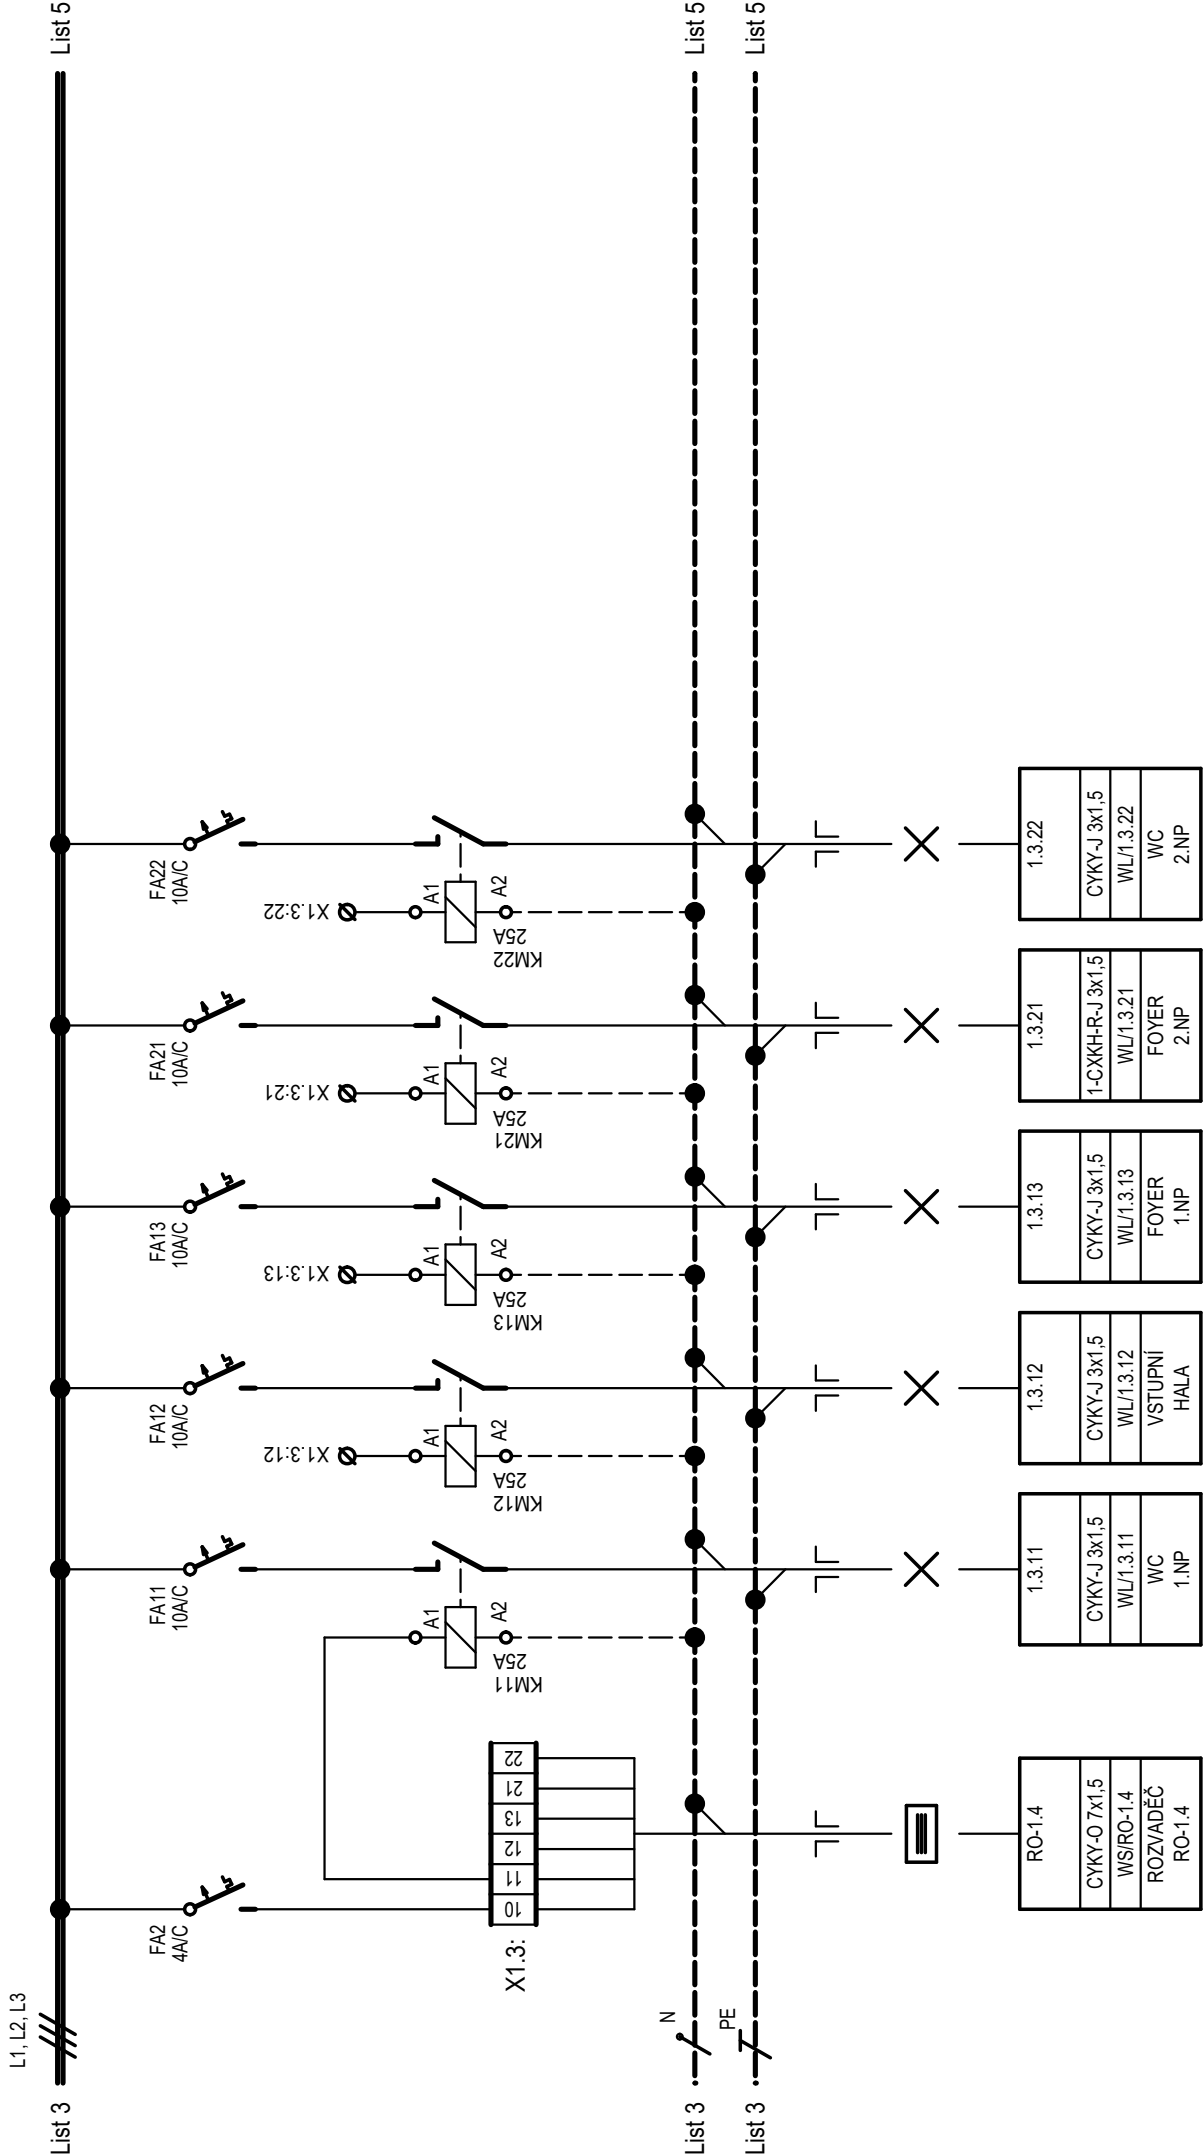 List 3
L1, L2, L3
List 5
FA2
4A/C
FA11
10A/C
FA12
10A/C
FA13
10A/C
FA21
10A/C
FA22
10A/C
X1.3:12
X1.3:13
X1.3:21
X1.3:22
A1
A2
25A
KM11
A1
A2
25A
KM12
A1
A2
25A
KM13
A1
A2
25A
KM21
A1
A2
25A
KM22
X1.3:
10
11
12
13
21
22
List 3
N
List 5
List 3
PE
List 5
RO-1.4
CYKY-O 7x1,5
WS/RO-1.4
ROZVADĚČ
RO-1.4
1.3.11
CYKY-J 3x1,5
WL/1.3.11
WC
1.NP
1.3.12
CYKY-J 3x1,5
WL/1.3.12
VSTUPNÍ
HALA
1.3.13
CYKY-J 3x1,5
WL/1.3.13
FOYER
1.NP
1.3.21
1-CXKH-R-J 3x1,5
WL/1.3.21
FOYER
2.NP
1.3.22
CYKY-J 3x1,5
WL/1.3.22
WC
2.NP